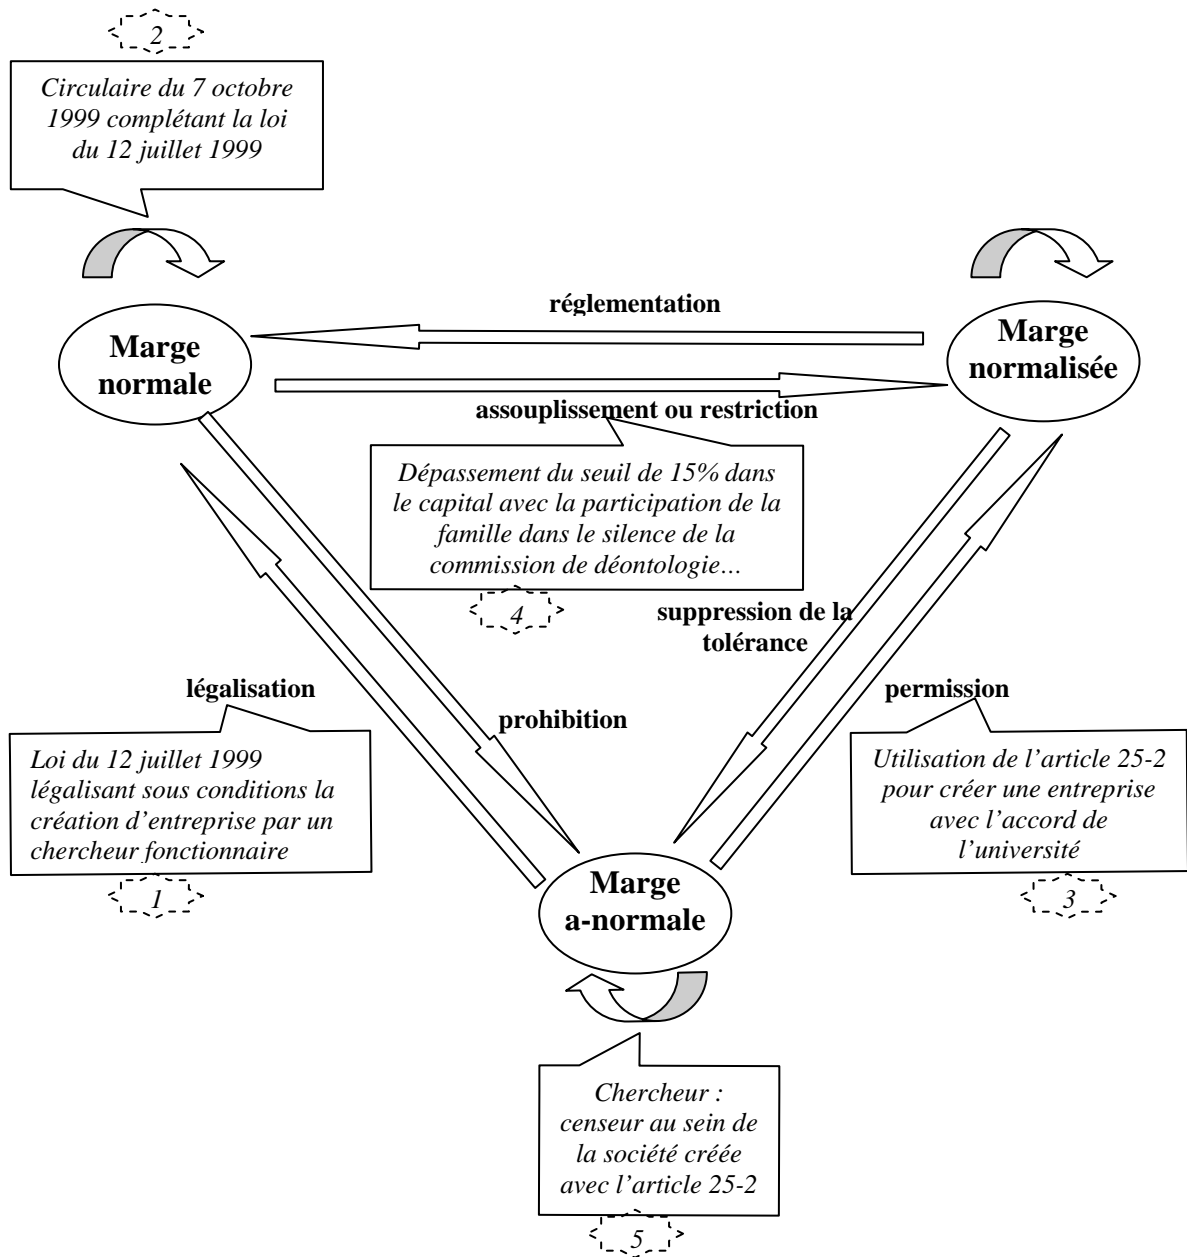 2
Circulaire du 7 octobre
1999 complétant la loi
du 12 juillet 1999
réglementation
Marge
normale
Marge
normalisée
assouplissement ou restriction
Dépassement du seuil de 15% dans
le capital avec la participation de la
famille dans le silence de la
commission de déontologie…
4
suppression de la
tolérance
légalisation
prohibition
permission
Loi du 12 juillet 1999
légalisant sous conditions la
création d’entreprise par un
chercheur fonctionnaire
1
Utilisation de l’article 25-2
pour créer une entreprise
avec l’accord de
l’université
3
Marge
a-normale
Chercheur :
censeur au sein de
la société créée
avec l’article 25-2
5